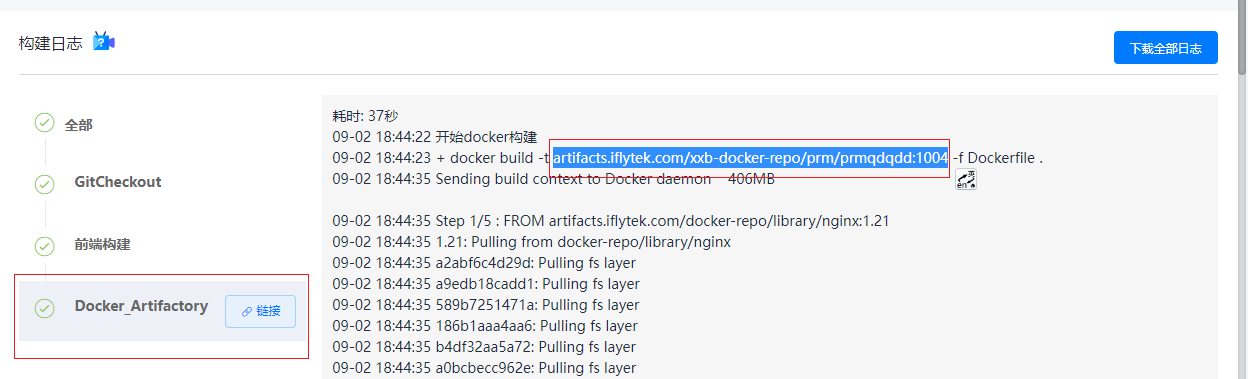 构建日志
下载全部日志
全部
GitCheckout
前端构建
Docker_Artifactory
链接
耗时: 37秒
09-02 18:44:22 开始docker构建
09-02 18:44:23 + docker build -t artifacts.iflytek.com/xxb-docker-repo/prm/prmqdqdd:1004 -f Dockerfile .
09-02 18:44:35 Sending build context to Docker daemon 406MB
英
en
09-02 18:44:35 Step 1/5 : FROM artifacts.iflytek.com/docker-repo/library/nginx:1.21
09-02 18:44:35 1.21: Pulling from docker-repo/library/nginx
09-02 18:44:35 a2abf6c4d29d: Pulling fs layer
09-02 18:44:35 a9edb18cadd1: Pulling fs layer
09-02 18:44:35 589b7251471a: Pulling fs layer
09-02 18:44:35 186b1aaa4aa6: Pulling fs layer
09-02 18:44:35 b4df32aa5a72: Pulling fs layer
09-02 18:44:35 a0bcbecc962e: Pulling fs layer